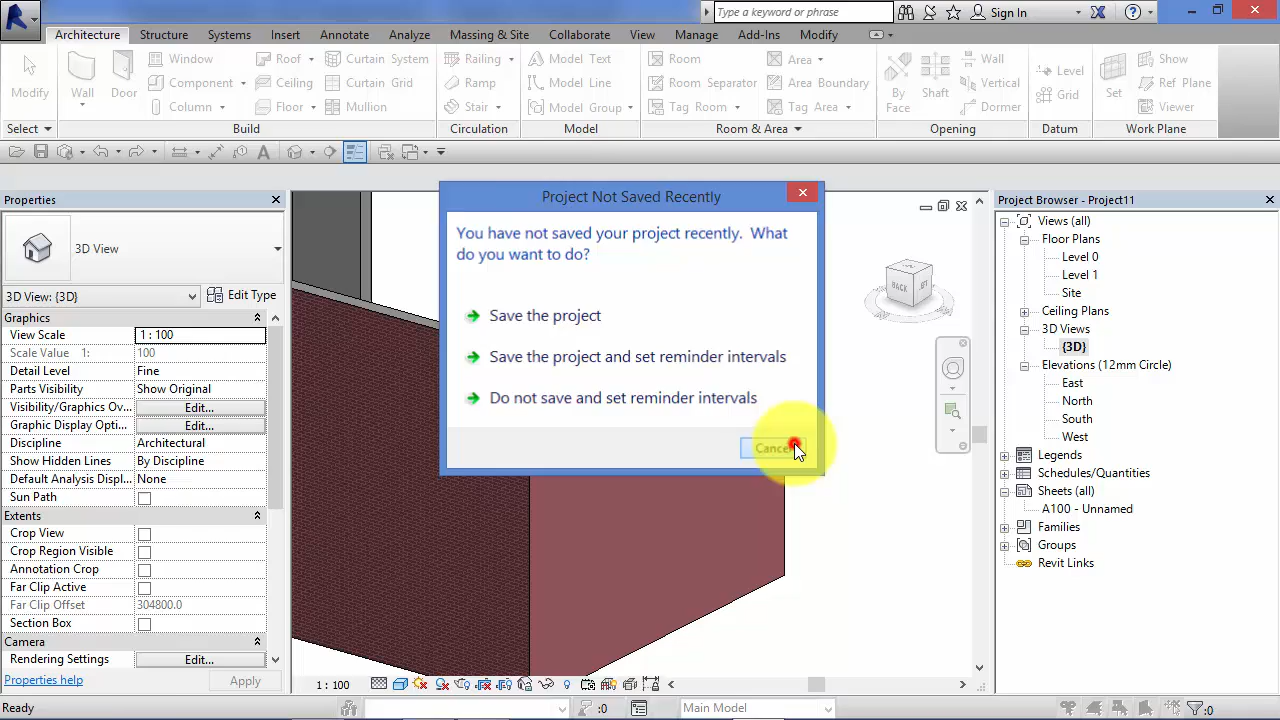 Type a keyword or phrase
Sign In
Architecture Structure Systems Insert Annotate Analyze Massing & Site Collaborate View Manage Add-Ins Modify
Modify Wall Door Window Roof Curtain System Railing Model Text Room Area By Face Shaft Wall Level Set Show
Component Ceiling Curtain Grid Ramp Model Line Room Separator Area Boundary Vertical Grid Ref Plane
Column Floor Mullion Stair Model Group Tag Room Tag Area Dormer Viewer
Select Build Circulation Model Room & Area Opening Datum Work Plane
Properties
3D View
3D View: {3D} Edit Type
Graphics
View Scale 1 : 100
Scale Value 1: 100
Detail Level Fine
Parts Visibility Show Original
Visibility/Graphics Ov... Edit...
Graphic Display Opti... Edit...
Discipline Architectural
Show Hidden Lines By Discipline
Default Analysis Displ... None
Sun Path
Extents
Crop View
Crop Region Visible
Annotation Crop
Far Clip Active
Far Clip Offset 304800.0
Section Box
Camera
Rendering Settings Edit...
Properties help Apply
Project Not Saved Recently
You have not saved your project recently. What
do you want to do?
Save the project
Save the project and set reminder intervals
Do not save and set reminder intervals
Cancel
BACK
Project Browser - Project11
Views (all)
Floor Plans
Level 0
Level 1
Site
Ceiling Plans
3D Views
{3D}
Elevations (12mm Circle)
East
North
South
West
Legends
Schedules/Quantities
Sheets (all)
A100 - Unnamed
Families
Groups
Revit Links
1 : 100
Ready :0 Main Model :0